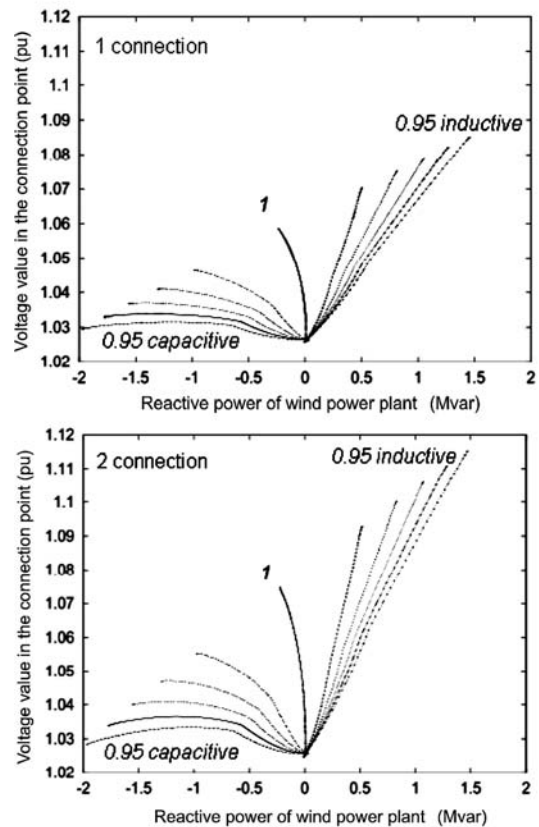 1.12
1 connection
1.11
1.1
1.09
0.95 inductive
1.08
1.07
1
1.06
1.05
1.04
1.03
0.95 capacitive
1.02
-2 -1.5 -1 -0.5 0 0.5 1 1.5 2
Voltage value in the connection point (pu)
Reactive power of wind power plant (Mvar)
1.12
2 connection
0.95 inductive
1.11
1.1
1.09
1.08
1
1.07
1.06
1.05
1.04
1.03
0.95 capacitive
1.02
-2 -1.5 -1 -0.5 0 0.5 1 1.5 2
Voltage value in the connection point (pu)
Reactive power of wind power plant (Mvar)